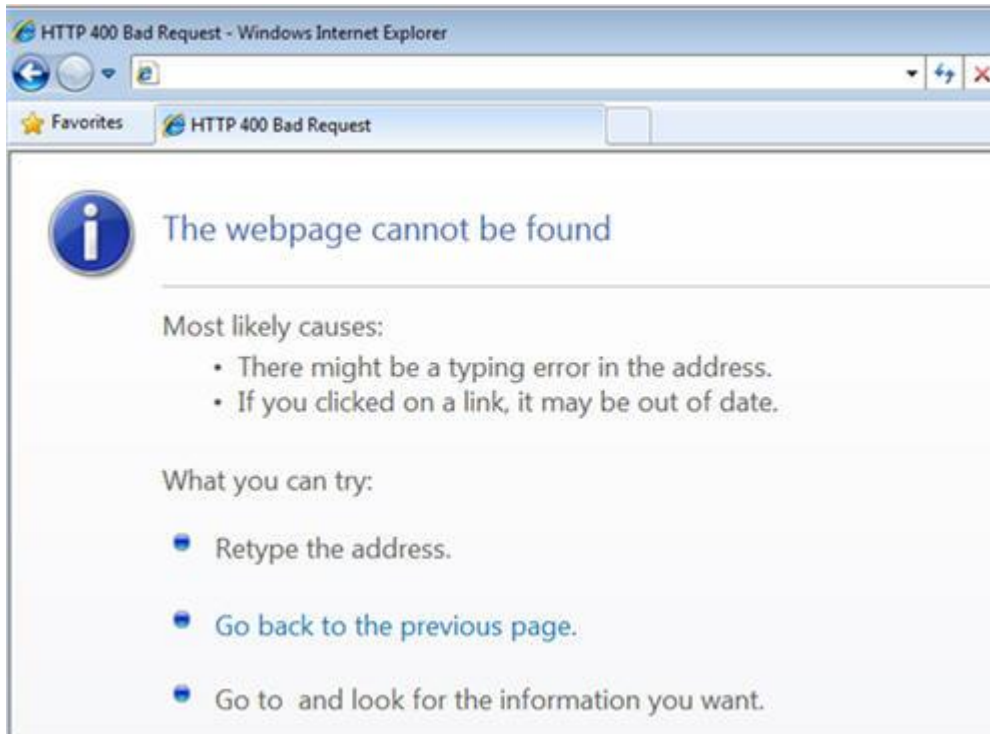 HTTP 400 Bad Request - Windows Internet Explorer
Favorites
HTTP 400 Bad Request
The webpage cannot be found
Most likely causes:
• There might be a typing error in the address.
• If you clicked on a link, it may be out of date.
What you can try:
Retype the address.
Go back to the previous page.
Go to  and look for the information you want.